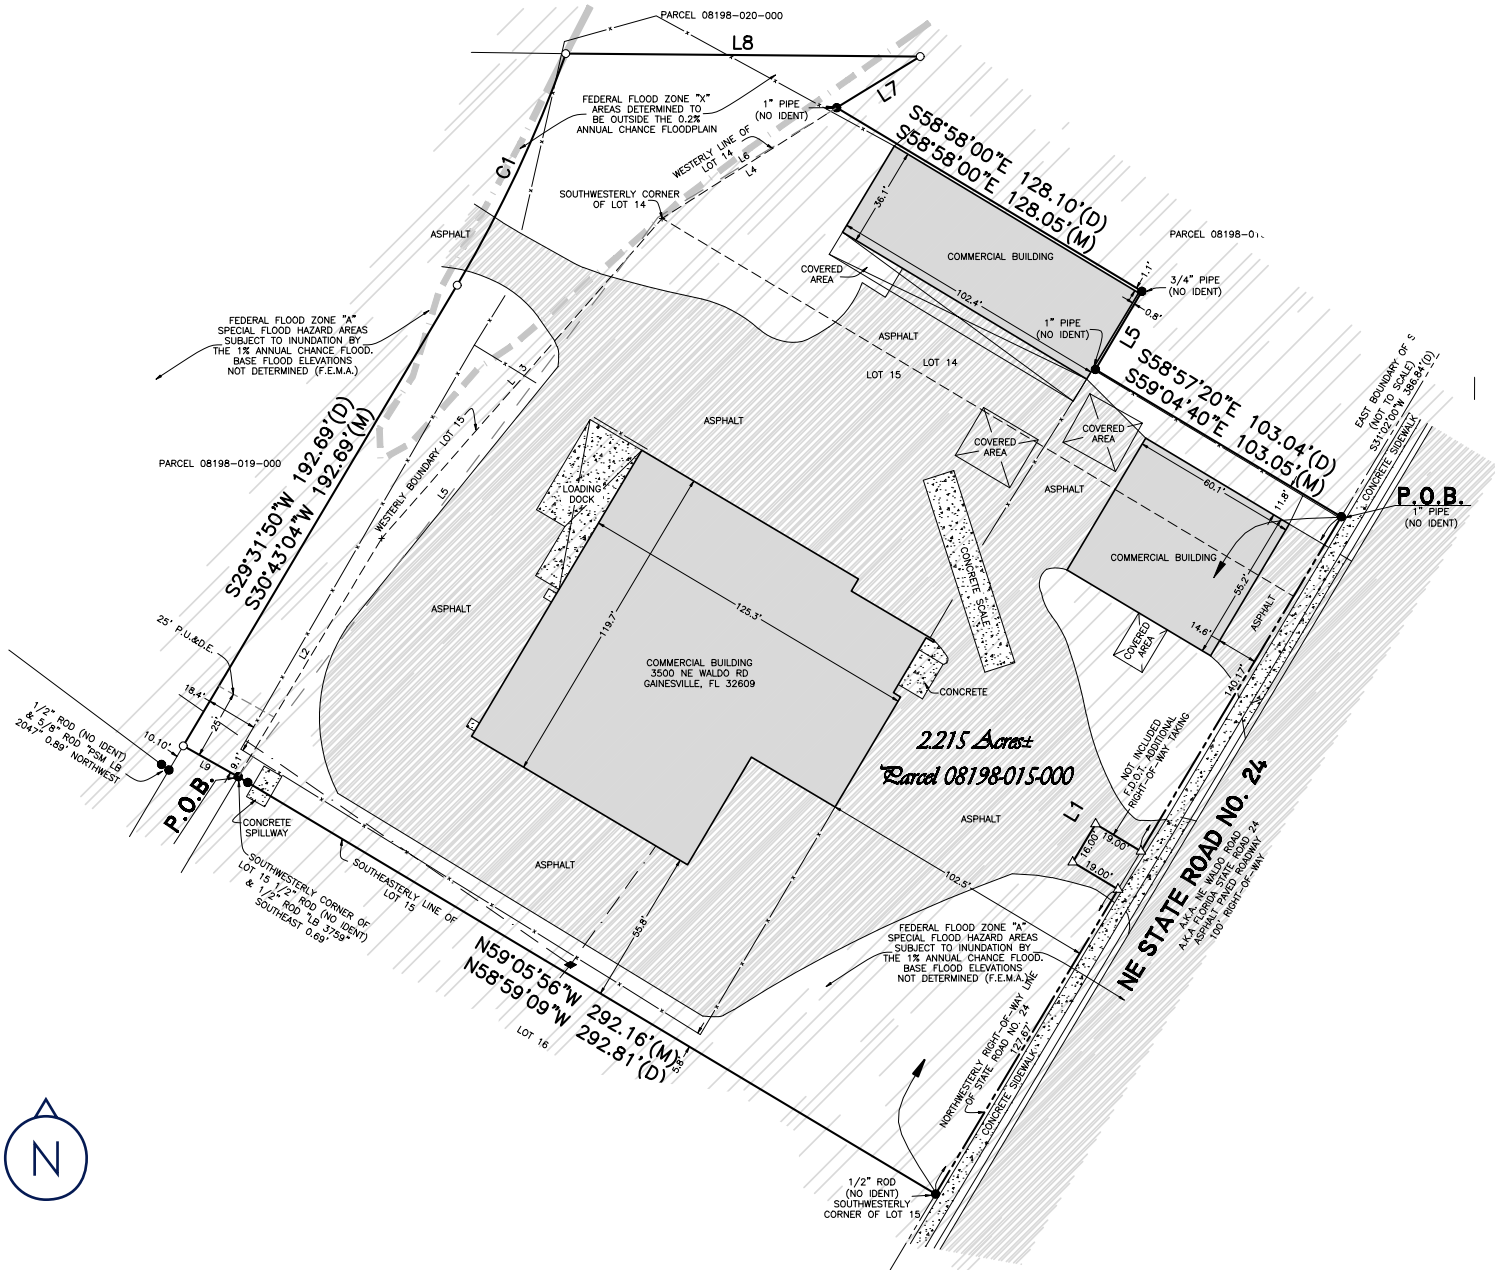 PARCEL 08198-020-000
L8
L7
FEDERAL FLOOD ZONE "X"
AREAS DETERMINED TO
BE OUTSIDE THE 0.2%
ANNUAL CHANCE FLOODPLAIN
1" PIPE
(NO IDENT)
S58°58'00"E 128.10'(D)
S58°58'00"E 128.05'(M)
WESTERLY LINE OF
LOT 14
L6
L4
C1
SOUTHWESTERLY CORNER
OF LOT 14
36.1'
ASPHALT
COMMERCIAL BUILDING
COVERED
AREA
102.4'
1.1'
3/4" PIPE
(NO IDENT)
0.8'
1" PIPE
(NO IDENT)
L5
FEDERAL FLOOD ZONE "A"
SPECIAL FLOOD HAZARD AREAS
SUBJECT TO INUNDATION BY
THE 1% ANNUAL CHANCE FLOOD.
BASE FLOOD ELEVATIONS
NOT DETERMINED (F.E.M.A.)
ASPHALT
LOT 14
LOT 15
S58°57'20"E 103.04'(D)
S59°04'40"E 103.05'(M)
EAST BOUNDARY OF S
(NOT TO SCALE)
S31°02'00"W 386.84'(D)
CONCRETE SIDEWALK
ASPHALT
COVERED
AREA
COVERED
AREA
WESTERLY BOUNDARY LOT 15
L5
PARCEL 08198-019-000
S29°31'50"W 192.69'(D)
S30°43'04"W 192.69'(M)
LOADING
DOCK
ASPHALT
60.1'
11.8'
P.O.B.
1" PIPE
(NO IDENT)
COMMERCIAL BUILDING
CONCRETE SCALE
55.2'
ASPHALT
14.6'
COVERED
AREA
140.17'
ASPHALT
125.3'
119.7'
COMMERCIAL BUILDING
3500 NE WALDO RD
GAINESVILLE, FL 32609
CONCRETE
25' P.U.&D.E.
L2
18.4'
25'
10.10'
L9
9.1'
1/2" ROD (NO IDENT)
& 5/8" ROD "PSM LB
2047" 0.89' NORTHWEST
P.O.B.
2.215 Acres±
Parcel 08198-015-000
NOT INCLUDED
F.D.O.T. ADDITIONAL
RIGHT-OF-WAY TAKING
L1
16.00'
19.00'
19.00'
NE STATE ROAD NO. 24
A.K.A. NE WALDO ROAD
A.K.A FLORIDA STATE ROAD 24
ASPHALT PAVED ROADWAY
100' RIGHT-OF-WAY
CONCRETE
SPILLWAY
SOUTHWESTERLY CORNER OF
LOT 15 1/2" ROD (NO IDENT)
& 1/2" ROD "LB 3759"
SOUTHEAST 0.69'
SOUTHEASTERLY LINE OF
LOT 15
ASPHALT
ASPHALT
102.5'
55.8'
N59°05'56"W 292.16'(M)
N58°59'09"W 292.81'(D)
5.8'
LOT 16
FEDERAL FLOOD ZONE "A"
SPECIAL FLOOD HAZARD AREAS
SUBJECT TO INUNDATION BY
THE 1% ANNUAL CHANCE FLOOD.
BASE FLOOD ELEVATIONS
NOT DETERMINED (F.E.M.A.)
NORTHWESTERLY RIGHT-OF-WAY LINE
OF STATE ROAD NO. 24
127.67'
CONCRETE SIDEWALK
1/2" ROD
(NO IDENT)
SOUTHWESTERLY
CORNER OF LOT 15
N